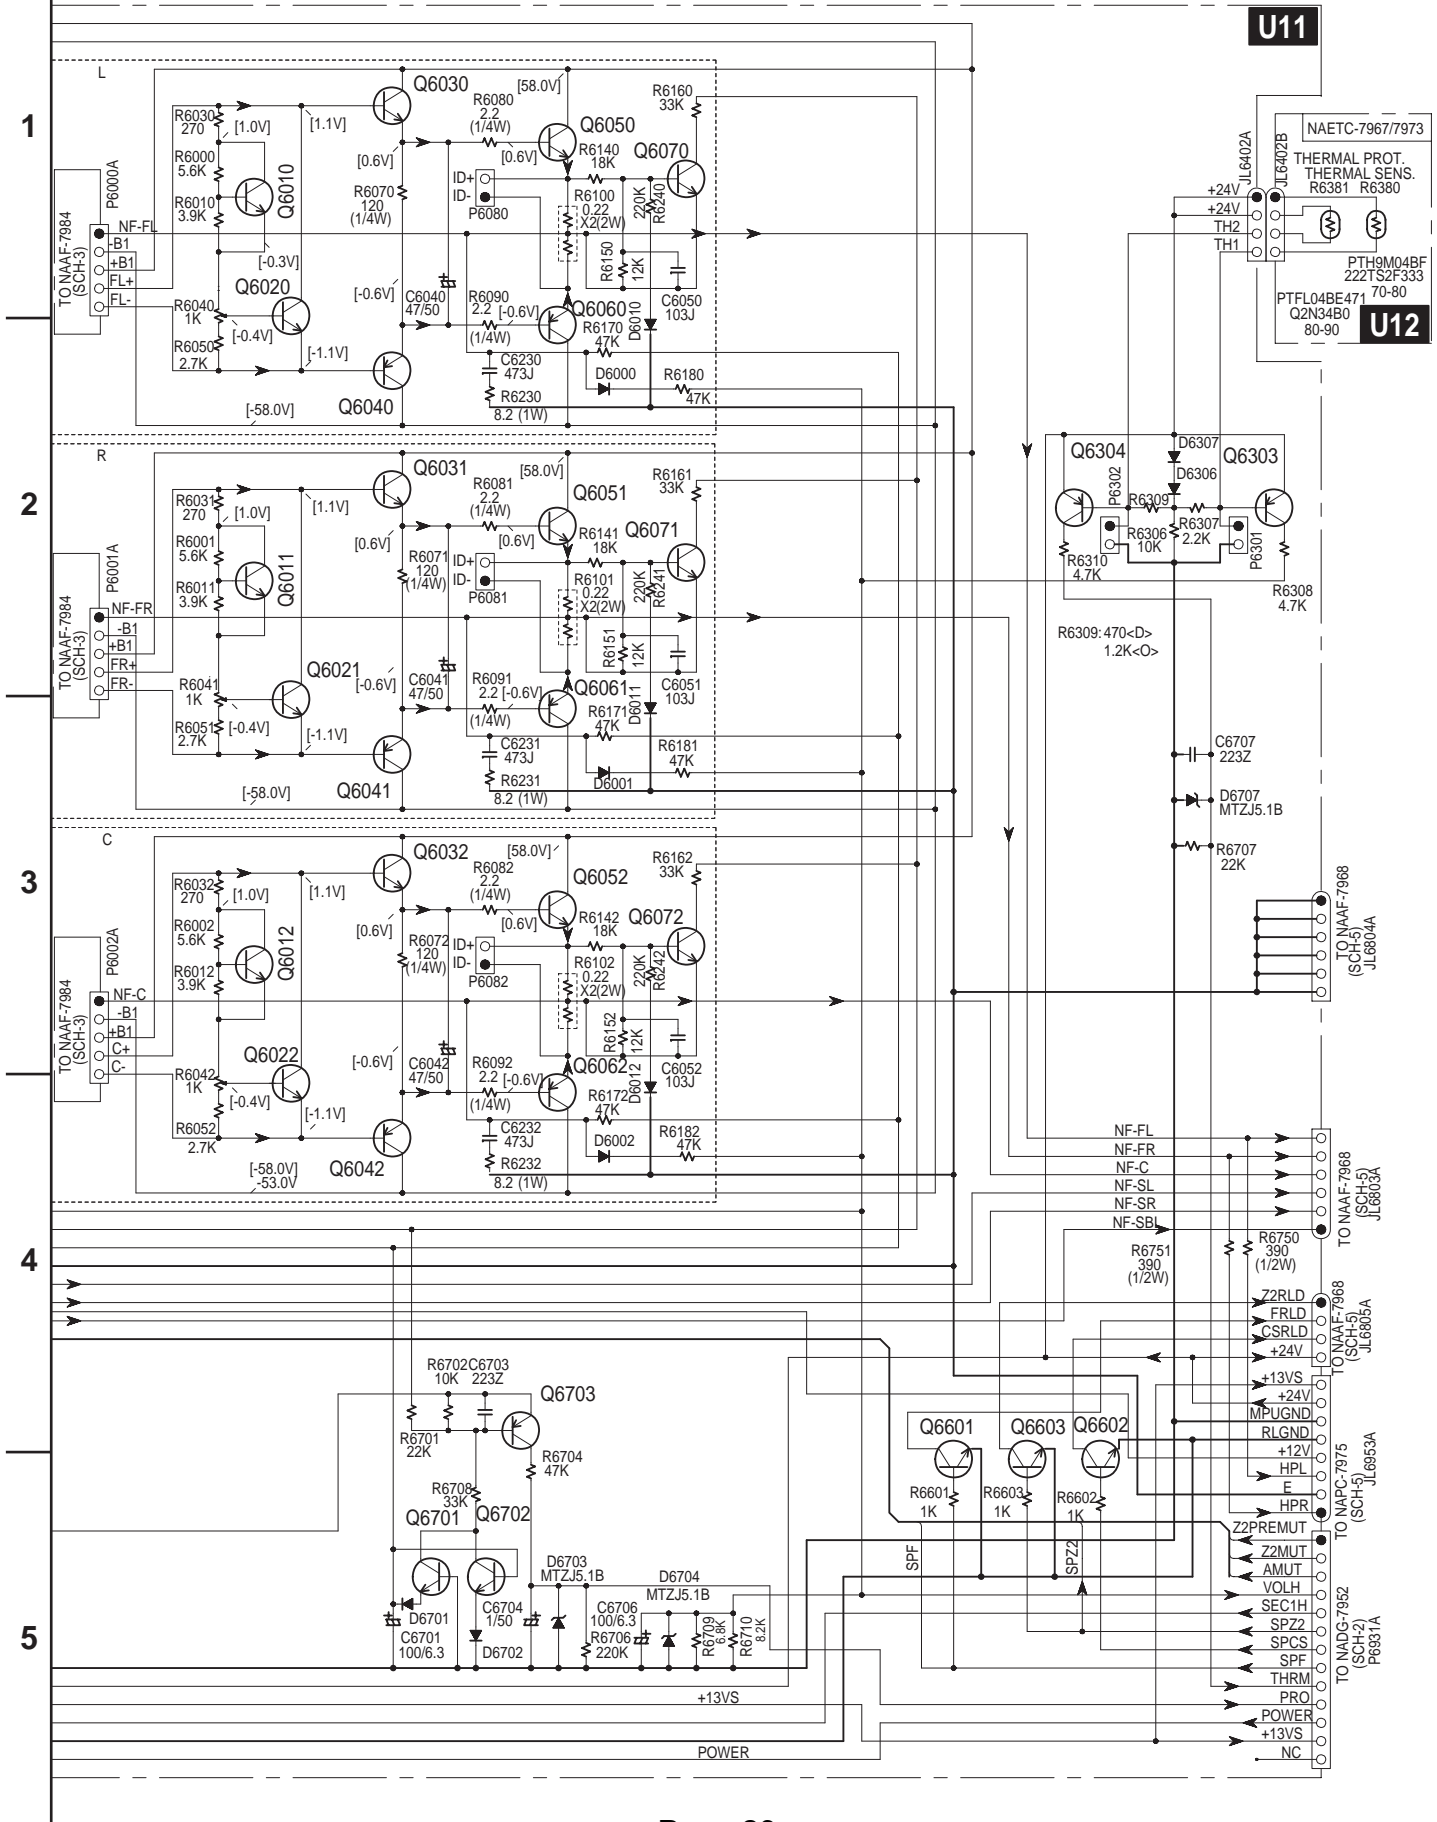 U11
1
L
R6030
270
[1.0V]
[1.1V]
Q6030
[58.0V]
R6080
2.2
(1/4W)
R6160
33K
Q6050
[0.6V]
[0.6V]
R6000
5.6K
R6010
3.9K
Q6010
P6000A
TO NAAF-7984
(SCH-3)
NF-FL
-B1
+B1
FL+
FL-
R6070
120
(1/4W)
ID+
ID-
P6080
R6140
18K
Q6070
R6100
0.22
X2(2W)
220K
R6240
R6150
12K
[-0.3V]
Q6020
R6040
1K
[-0.4V]
R6050
2.7K
[-1.1V]
[-0.6V]
C6040
47/50
R6090
2.2
(1/4W)
[-0.6V]
Q6060
C6050
103J
D6010
R6170
47K
C6230
473J
D6000
R6180
47K
R6230
8.2 (1W)
Q6040
[-58.0V]
JL6402A
JL6402B
NAETC-7967/7973
THERMAL PROT.
THERMAL SENS.
R6381 R6380
+24V
+24V
TH2
TH1
PTH9M04BF
222TS2F333
70-80
PTFL04BE471
Q2N34B0
80-90
U12
2
R
R6031
270
[1.0V]
[1.1V]
Q6031
[58.0V]
R6081
2.2
(1/4W)
R6161
33K
Q6051
[0.6V]
[0.6V]
R6001
5.6K
R6011
3.9K
Q6011
P6001A
TO NAAF-7984
(SCH-3)
NF-FR
-B1
+B1
FR+
FR-
R6071
120
(1/4W)
ID+
ID-
P6081
R6141
18K
Q6071
R6101
0.22
X2(2W)
220K
R6241
R6151
12K
Q6021
R6041
1K
[-0.4V]
R6051
2.7K
[-1.1V]
[-0.6V]
C6041
47/50
R6091
2.2
(1/4W)
[-0.6V]
Q6061
C6051
103J
D6011
R6171
47K
C6231
473J
D6001
R6181
47K
R6231
8.2 (1W)
Q6041
[-58.0V]
Q6304
P6302
D6307
D6306
Q6303
R6309
R6306
10K
R6307
2.2K
P6301
R6310
4.7K
R6308
4.7K
R6309: 470<D>
1.2K<O>
C6707
223Z
D6707
MTZJ5.1B
R6707
22K
3
C
R6032
270
[1.0V]
[1.1V]
Q6032
[58.0V]
R6082
2.2
(1/4W)
R6162
33K
Q6052
[0.6V]
[0.6V]
R6002
5.6K
R6012
3.9K
Q6012
P6002A
TO NAAF-7984
(SCH-3)
NF-C
-B1
+B1
C+
C-
R6072
120
(1/4W)
ID+
ID-
P6082
R6142
18K
Q6072
R6102
0.22
X2(2W)
220K
R6242
R6152
12K
Q6022
R6042
1K
[-0.4V]
R6052
2.7K
[-1.1V]
[-0.6V]
C6042
47/50
R6092
2.2
(1/4W)
[-0.6V]
Q6062
C6052
103J
D6012
R6172
47K
C6232
473J
D6002
R6182
47K
R6232
8.2 (1W)
Q6042
[-58.0V]
-53.0V
TO NAAF-7968
(SCH-5)
JL6804A
4
NF-FL
NF-FR
NF-C
NF-SL
NF-SR
NF-SBL
TO NAAF-7968
(SCH-5)
JL6803A
R6751
390
(1/2W)
R6750
390
(1/2W)
Z2RLD
FRLD
CSRLD
+24V
TO NAAF-7968
(SCH-5)
JL6805A
+13VS
+24V
MPUGND
RLGND
+12V
HPL
E
HPR
TO NAPC-7975
(SCH-5)
JL6953A
R6702
10K
C6703
223Z
Q6703
R6701
22K
R6704
47K
R6708
33K
Q6701
Q6702
Q6601
Q6603
Q6602
R6601
1K
R6603
1K
R6602
1K
SPF
SPZ2
5
D6703
MTZJ5.1B
D6704
MTZJ5.1B
D6701
C6701
100/6.3
C6704
1/50
D6702
C6706
100/6.3
R6706
220K
R6709
6.8K
R6710
8.2K
Z2PREMUT
Z2MUT
AMUT
VOLH
SEC1H
SPZ2
SPCS
SPF
THRM
PRO
POWER
+13VS
NC
TO NADG-7952
(SCH-2)
P6931A
+13VS
POWER